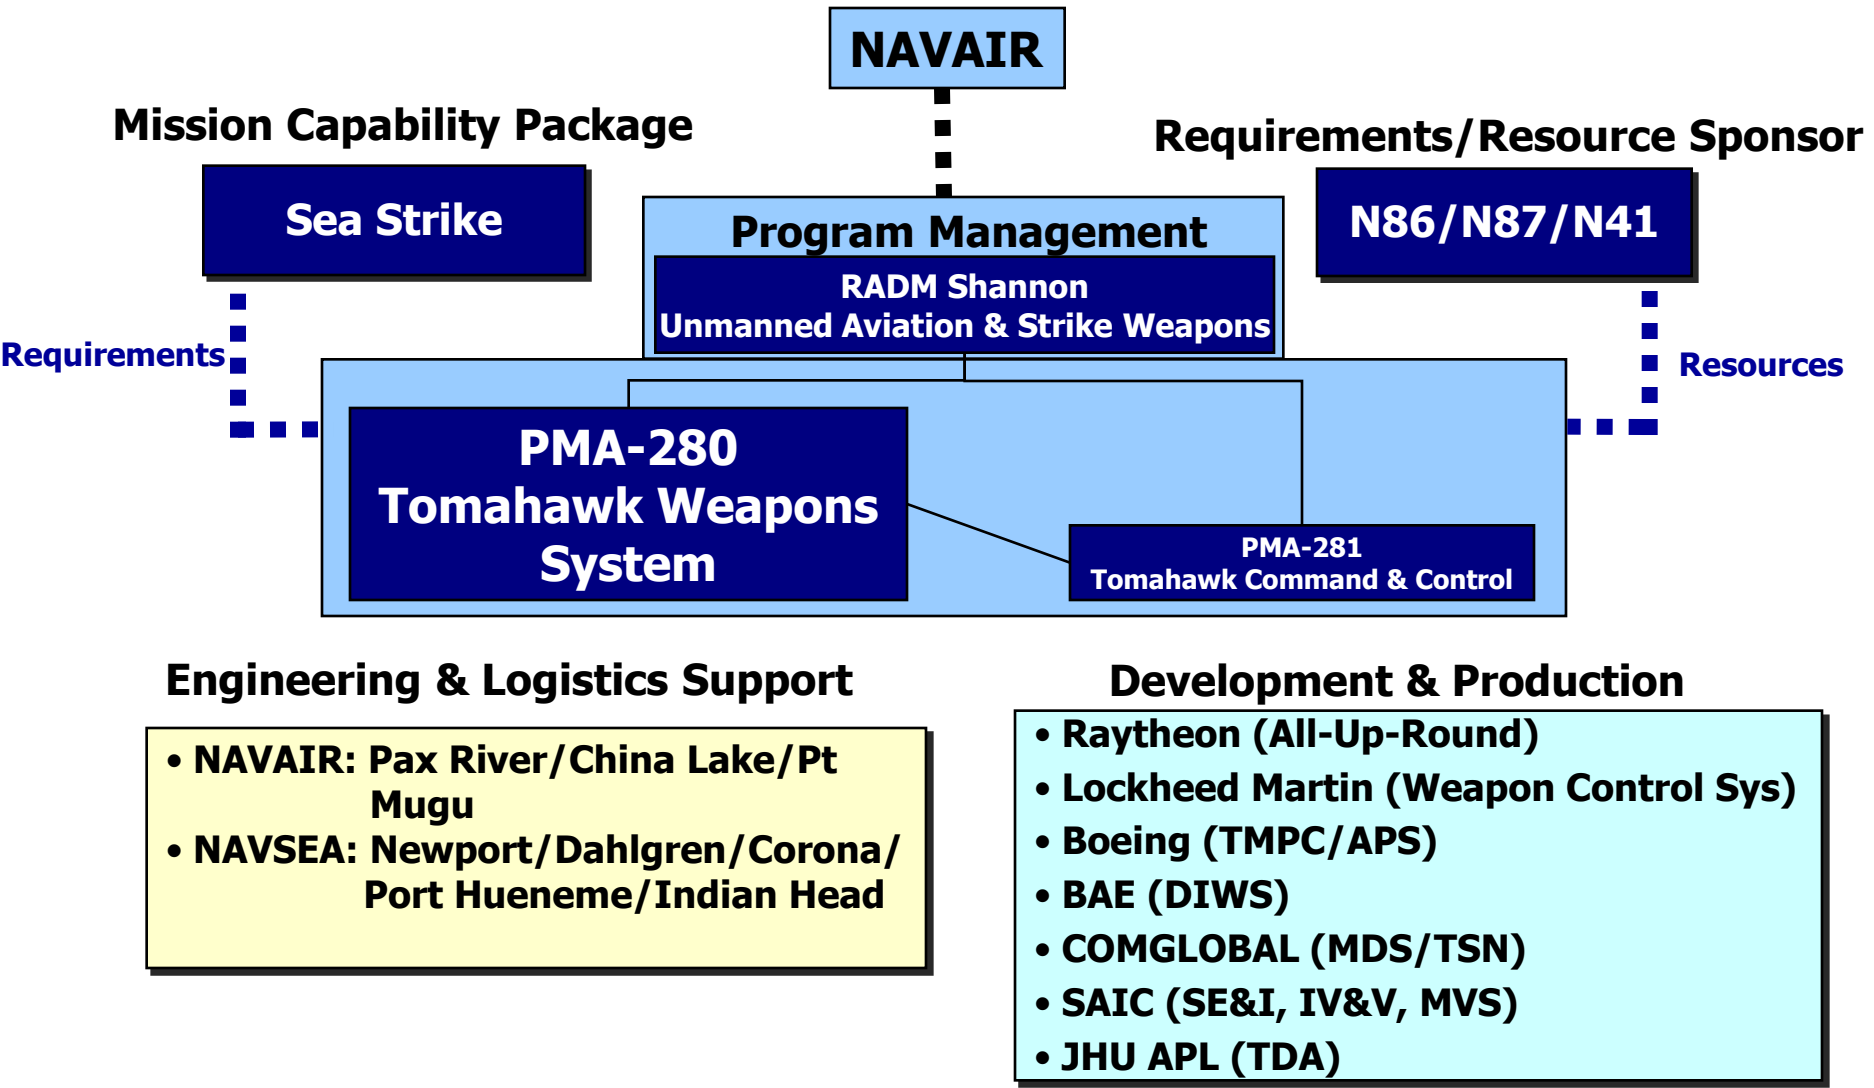 NAVAIR
Mission Capability Package
Requirements/Resource Sponsor
Sea Strike
N86/N87/N41
Program Management
RADM Shannon
Unmanned Aviation & Strike Weapons
Requirements
Resources
PMA-280
Tomahawk Weapons
System
PMA-281
Tomahawk Command & Control
Engineering & Logistics Support
• NAVAIR: Pax River/China Lake/Pt
Mugu
• NAVSEA: Newport/Dahlgren/Corona/
Port Hueneme/Indian Head
Development & Production
• Raytheon (All-Up-Round)
• Lockheed Martin (Weapon Control Sys)
• Boeing (TMPC/APS)
• BAE (DIWS)
• COMGLOBAL (MDS/TSN)
• SAIC (SE&I, IV&V, MVS)
• JHU APL (TDA)